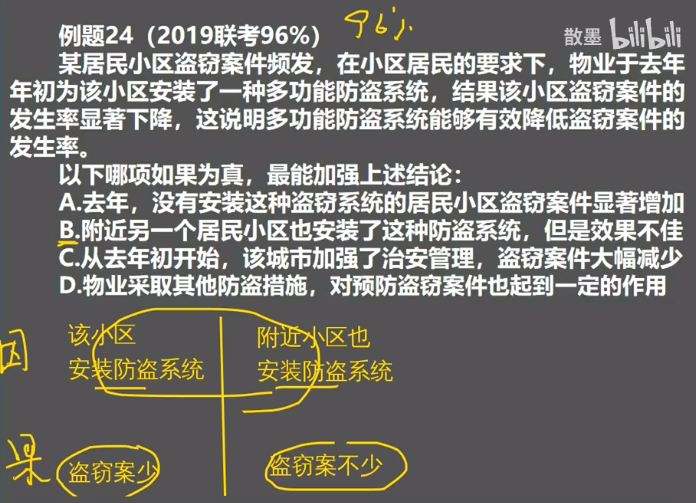 例题24（2019联考96%）
96%
散墨 bilibili
某居民小区盗窃案件频发，在小区居民的要求下，物业于去年
年初为该小区安装了一种多功能防盗系统，结果该小区盗窃案件的
发生率显著下降，这说明多功能防盗系统能够有效降低盗窃案件的
发生率。
以下哪项如果为真，最能加强上述结论：
A.去年，没有安装这种盗窃系统的居民小区盗窃案件显著增加
B.附近另一个居民小区也安装了这种防盗系统，但是效果不佳
C.从去年初开始，该城市加强了治安管理，盗窃案件大幅减少
D.物业采取其他防盗措施，对预防盗窃案件也起到一定的作用
因
该小区
安装防盗系统
附近小区也
安装防盗系统
果
盗窃案少
盗窃案不少